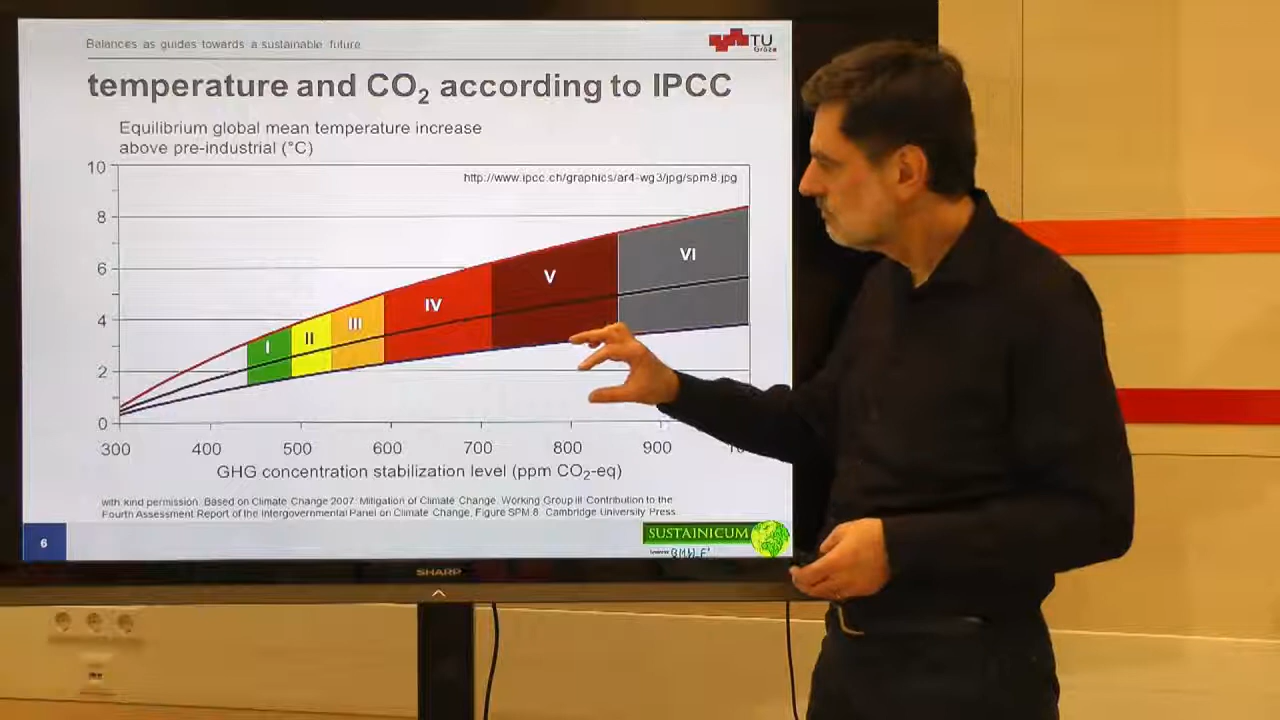 Balances as guides towards a sustainable future
TU
Graz
temperature and CO2 according to IPCC
Equilibrium global mean temperature increase
above pre-industrial (°C)
http://www.ipcc.ch/graphics/ar4-wg3/jpg/spm8.jpg
10
8
6
4
2
0
I
II
III
IV
V
VI
300 400 500 600 700 800 900
GHG concentration stabilization level (ppm CO2-eq)
with kind permission: Based on Climate Change 2007: Mitigation of Climate Change. Working Group III Contribution to the
Fourth Assessment Report of the Intergovernmental Panel on Climate Change, Figure SPM.8. Cambridge University Press
6
SUSTAINICUM
SHARP